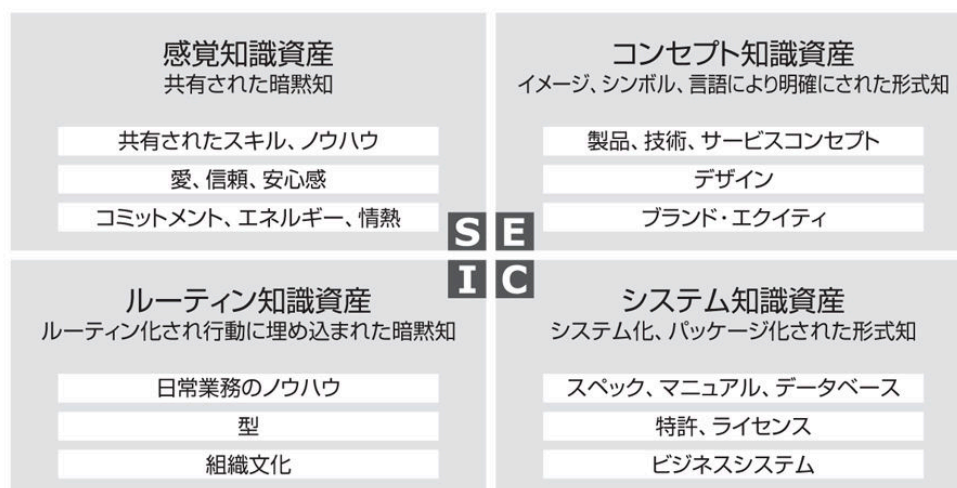 感覚知識資産
共有された暗黙知
共有されたスキル、ノウハウ
愛、信頼、安心感
コミットメント、エネルギー、情熱
コンセプト知識資産
イメージ、シンボル、言語により明確にされた形式知
製品、技術、サービスコンセプト
デザイン
ブランド・エクイティ
S E
I C
ルーティン知識資産
ルーティン化され行動に埋め込まれた暗黙知
日常業務のノウハウ
型
組織文化
システム知識資産
システム化、パッケージ化された形式知
スペック、マニュアル、データベース
特許、ライセンス
ビジネスシステム